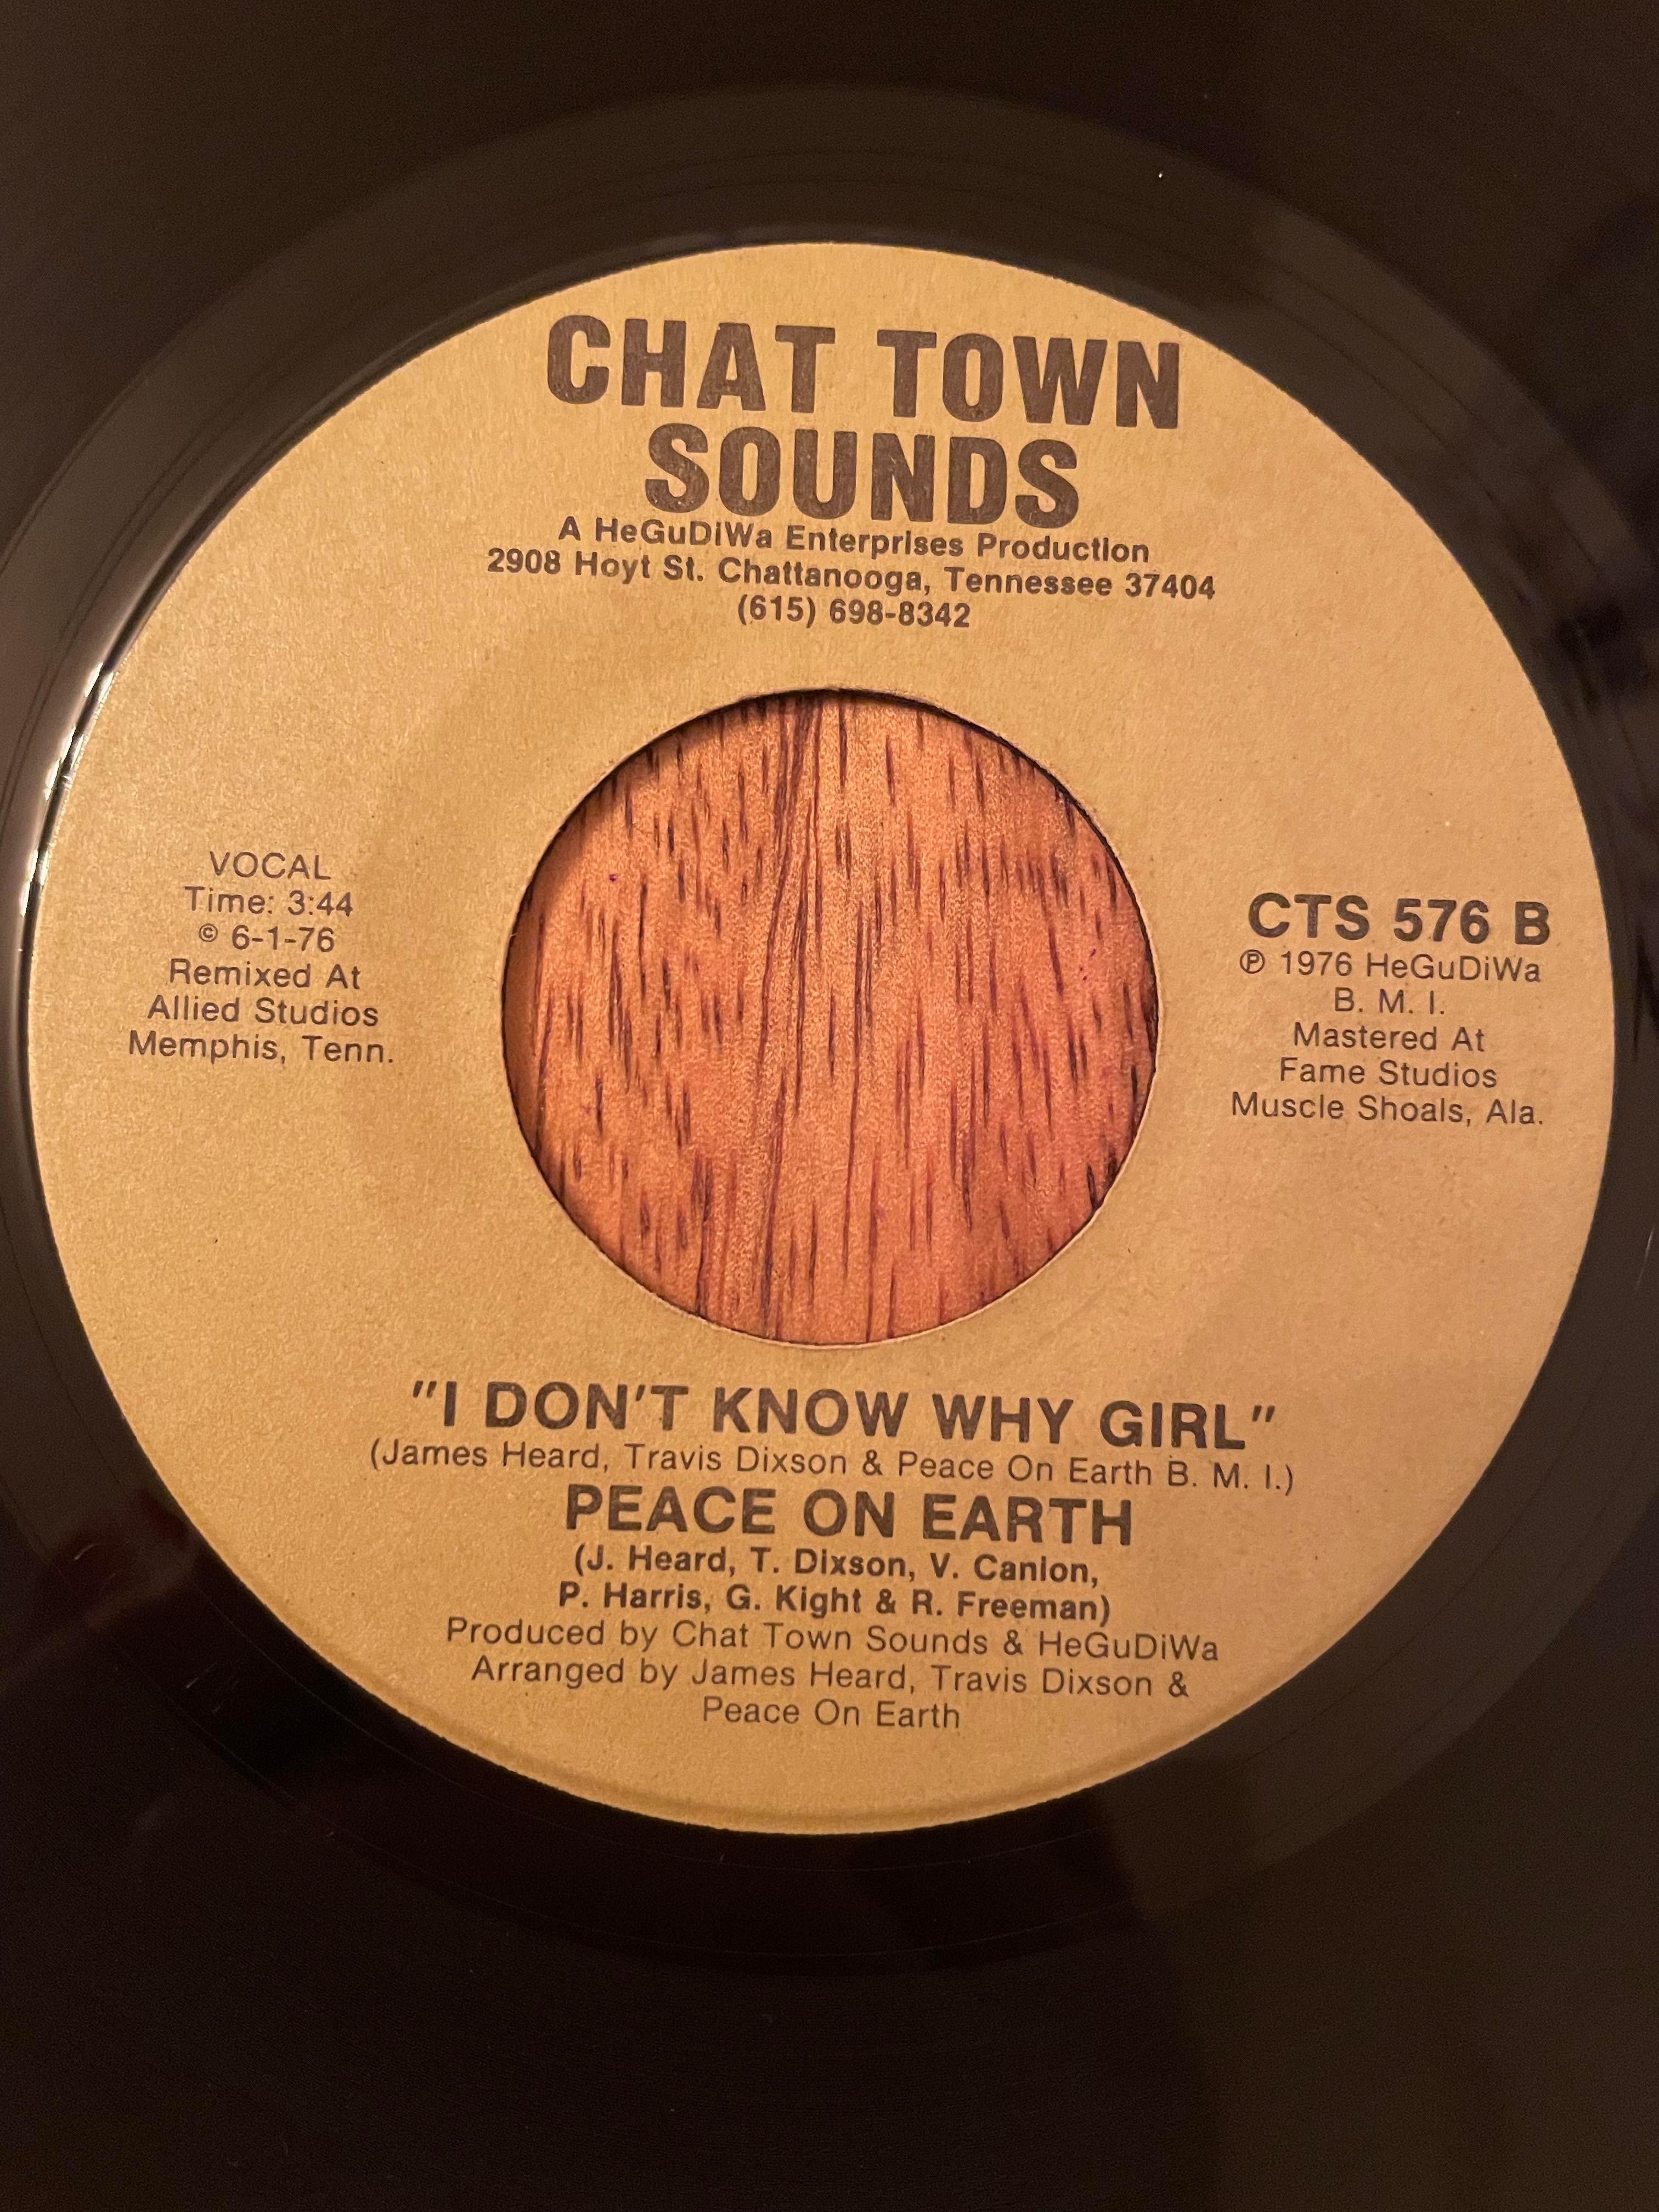 CHAT TOWN
SOUNDS
A HeGuDiWa Enterprises Production
2908 Hoyt St. Chattanooga, Tennessee 37404
(615) 698-8342
VOCAL
Time: 3:44
© 6-1-76
Remixed At
Allied Studios
Memphis, Tenn.
CTS 576 B
℗ 1976 HeGuDiWa
B. M. I.
Mastered At
Fame Studios
Muscle Shoals, Ala.
"I DON'T KNOW WHY GIRL"
(James Heard, Travis Dixson & Peace On Earth B. M. I.)
PEACE ON EARTH
(J. Heard, T. Dixson, V. Canion,
P. Harris, G. Kight & R. Freeman)
Produced by Chat Town Sounds & HeGuDiWa
Arranged by James Heard, Travis Dixson &
Peace On Earth